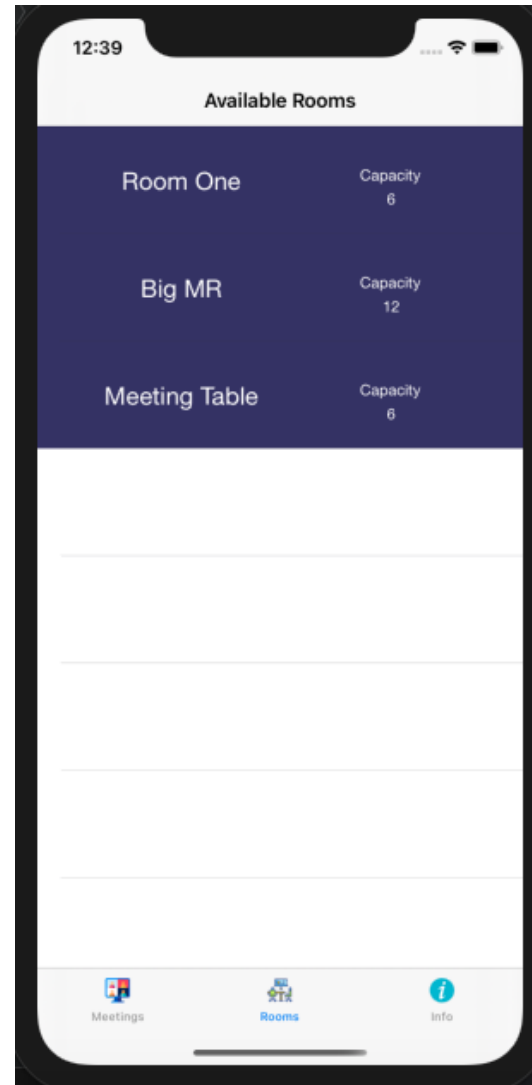 12:39
Available Rooms
Room One
Capacity
6
Big MR
Capacity
12
Meeting Table
Capacity
6
Meetings
Rooms
i
Info